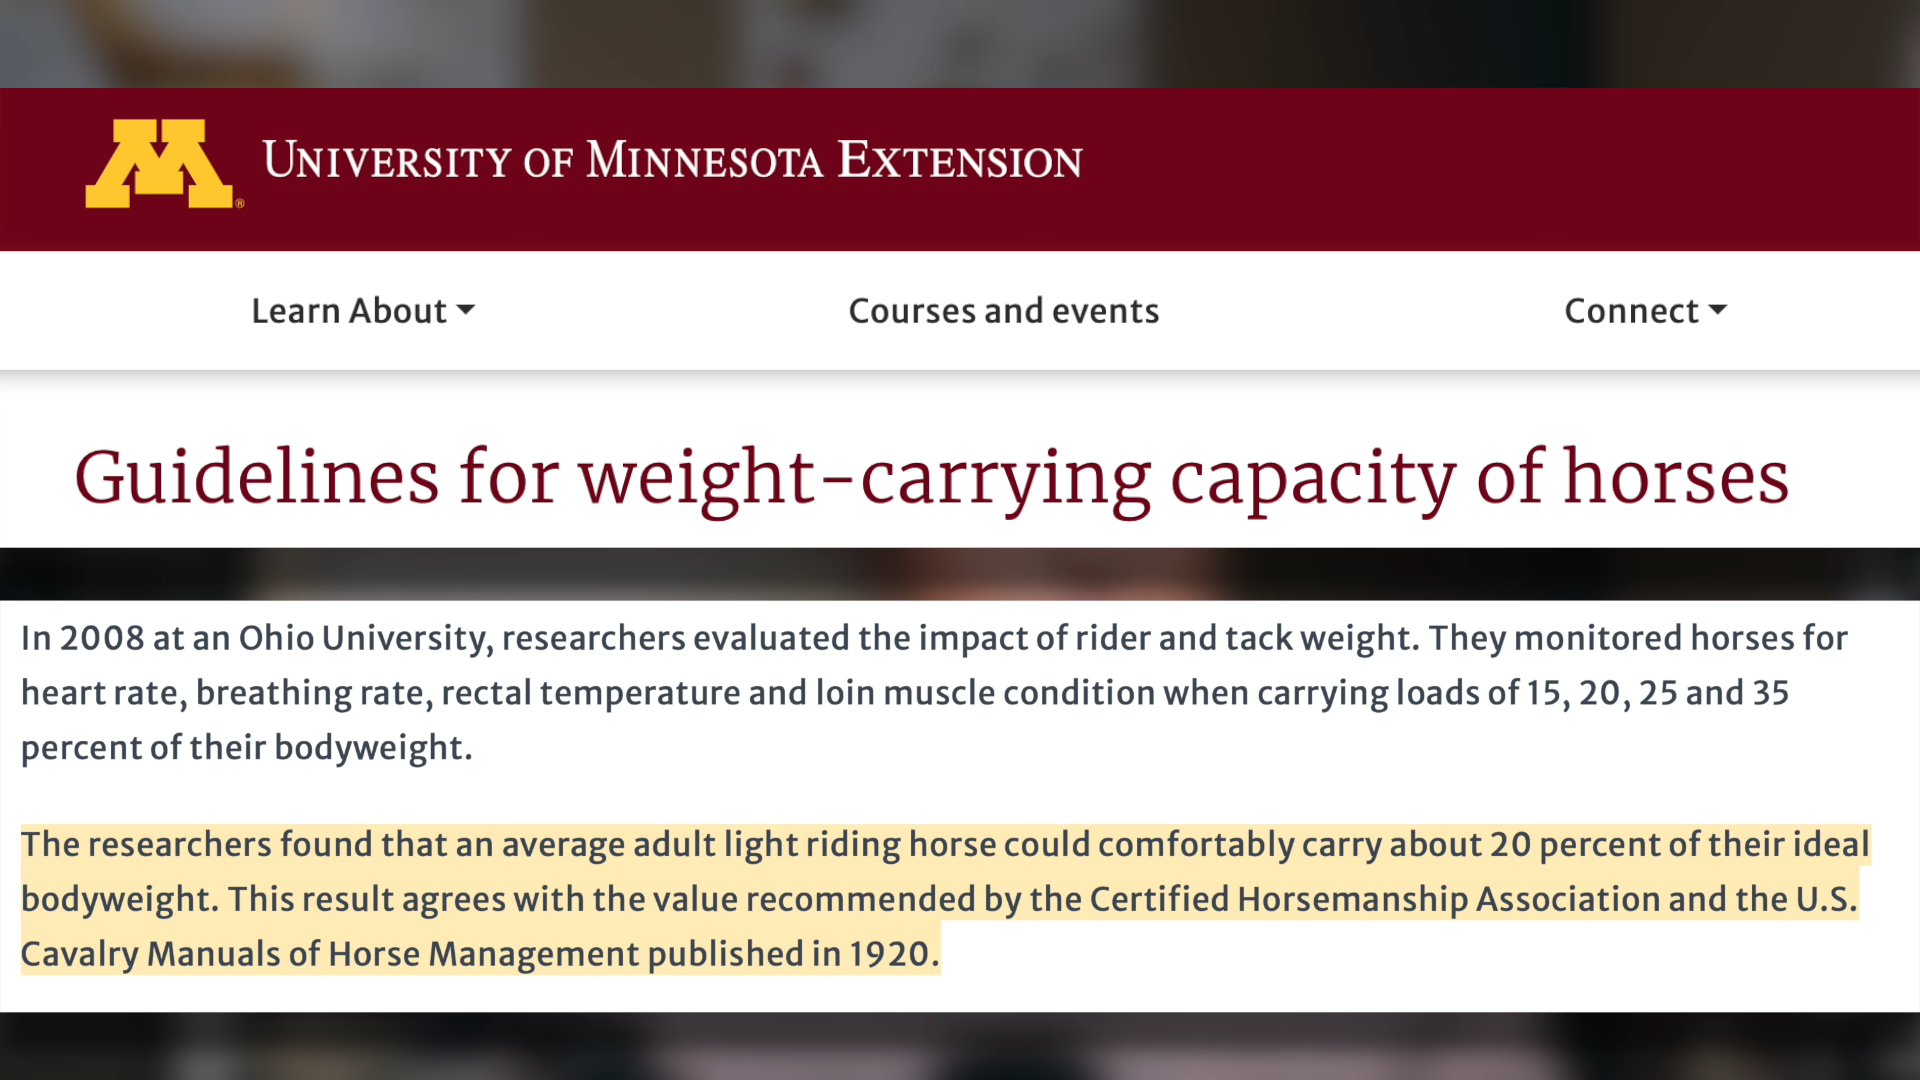 M®
UNIVERSITY OF MINNESOTA EXTENSION
Learn About Courses and events Connect
Guidelines for weight-carrying capacity of horses
In 2008 at an Ohio University, researchers evaluated the impact of rider and tack weight. They monitored horses for
heart rate, breathing rate, rectal temperature and loin muscle condition when carrying loads of 15, 20, 25 and 35
percent of their bodyweight.
The researchers found that an average adult light riding horse could comfortably carry about 20 percent of their ideal
bodyweight. This result agrees with the value recommended by the Certified Horsemanship Association and the U.S.
Cavalry Manuals of Horse Management published in 1920.